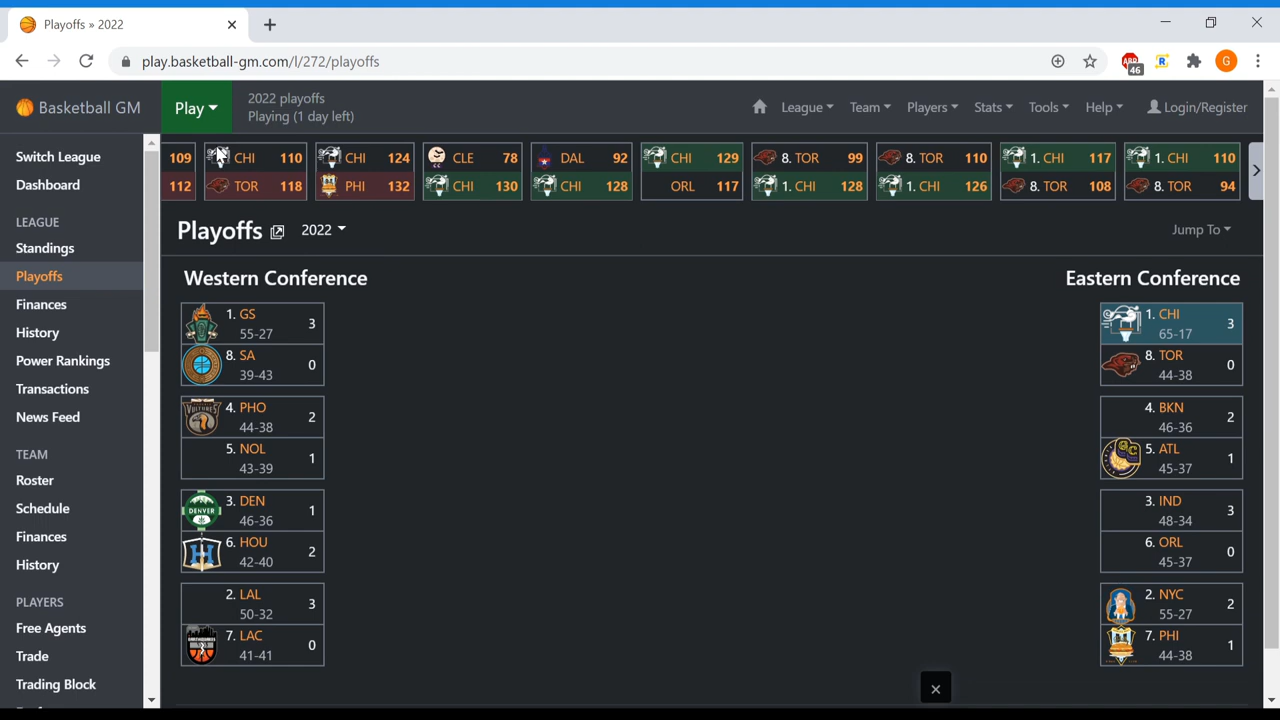 Playoffs » 2022
play.basketball-gm.com/l/272/playoffs
46
G
Basketball GM
Play
2022 playoffs
Playing (1 day left)
League
Team
Players
Stats
Tools
Help
Login/Register
109
112
CHI 110
TOR 118
CHI 124
PHI 132
CLE 78
CHI 130
DAL 92
CHI 128
CHI 129
ORL 117
8. TOR 99
1. CHI 128
8. TOR 110
1. CHI 126
1. CHI 117
8. TOR 108
1. CHI 110
8. TOR 94
Switch League
Dashboard
LEAGUE
Standings
Playoffs
Finances
History
Power Rankings
Transactions
News Feed
TEAM
Roster
Schedule
Finances
History
PLAYERS
Free Agents
Trade
Trading Block
Playoffs
2022
Jump To
Western Conference
1. GS 3
55-27
8. SA 0
39-43
4. PHO 2
44-38
5. NOL 1
43-39
3. DEN 1
46-36
6. HOU 2
42-40
2. LAL 3
50-32
7. LAC 0
41-41
Eastern Conference
1. CHI 3
65-17
8. TOR 0
44-38
4. BKN 2
46-36
5. ATL 1
45-37
3. IND 3
48-34
6. ORL 0
45-37
2. NYC 2
55-27
7. PHI 1
44-38